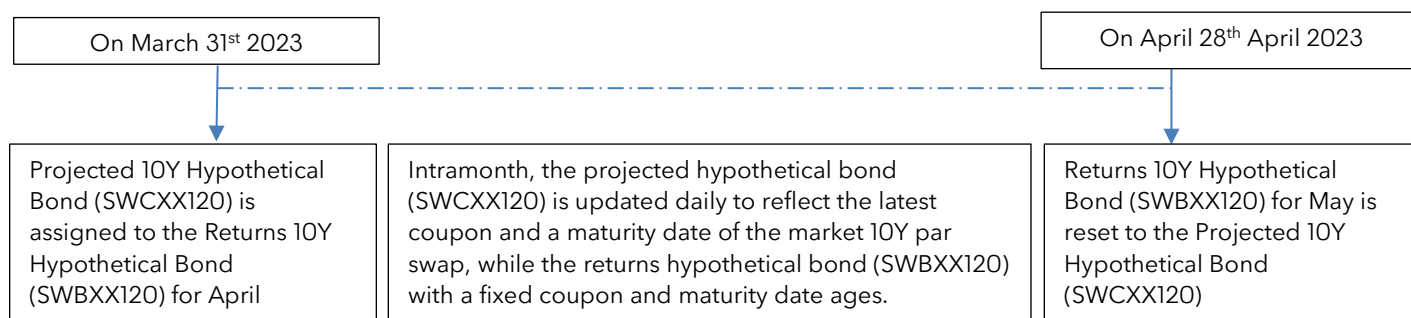 On March 31st 2023
On April 28th April 2023
Projected 10Y Hypothetical
Bond (SWCXX120) is
assigned to the Returns 10Y
Hypothetical Bond
(SWBXX120) for April
Intramonth, the projected hypothetical bond
(SWCXX120) is updated daily to reflect the latest
coupon and a maturity date of the market 10Y par
swap, while the returns hypothetical bond (SWBXX120)
with a fixed coupon and maturity date ages.
Returns 10Y Hypothetical
Bond (SWBXX120) for May is
reset to the Projected 10Y
Hypothetical Bond
(SWCXX120)